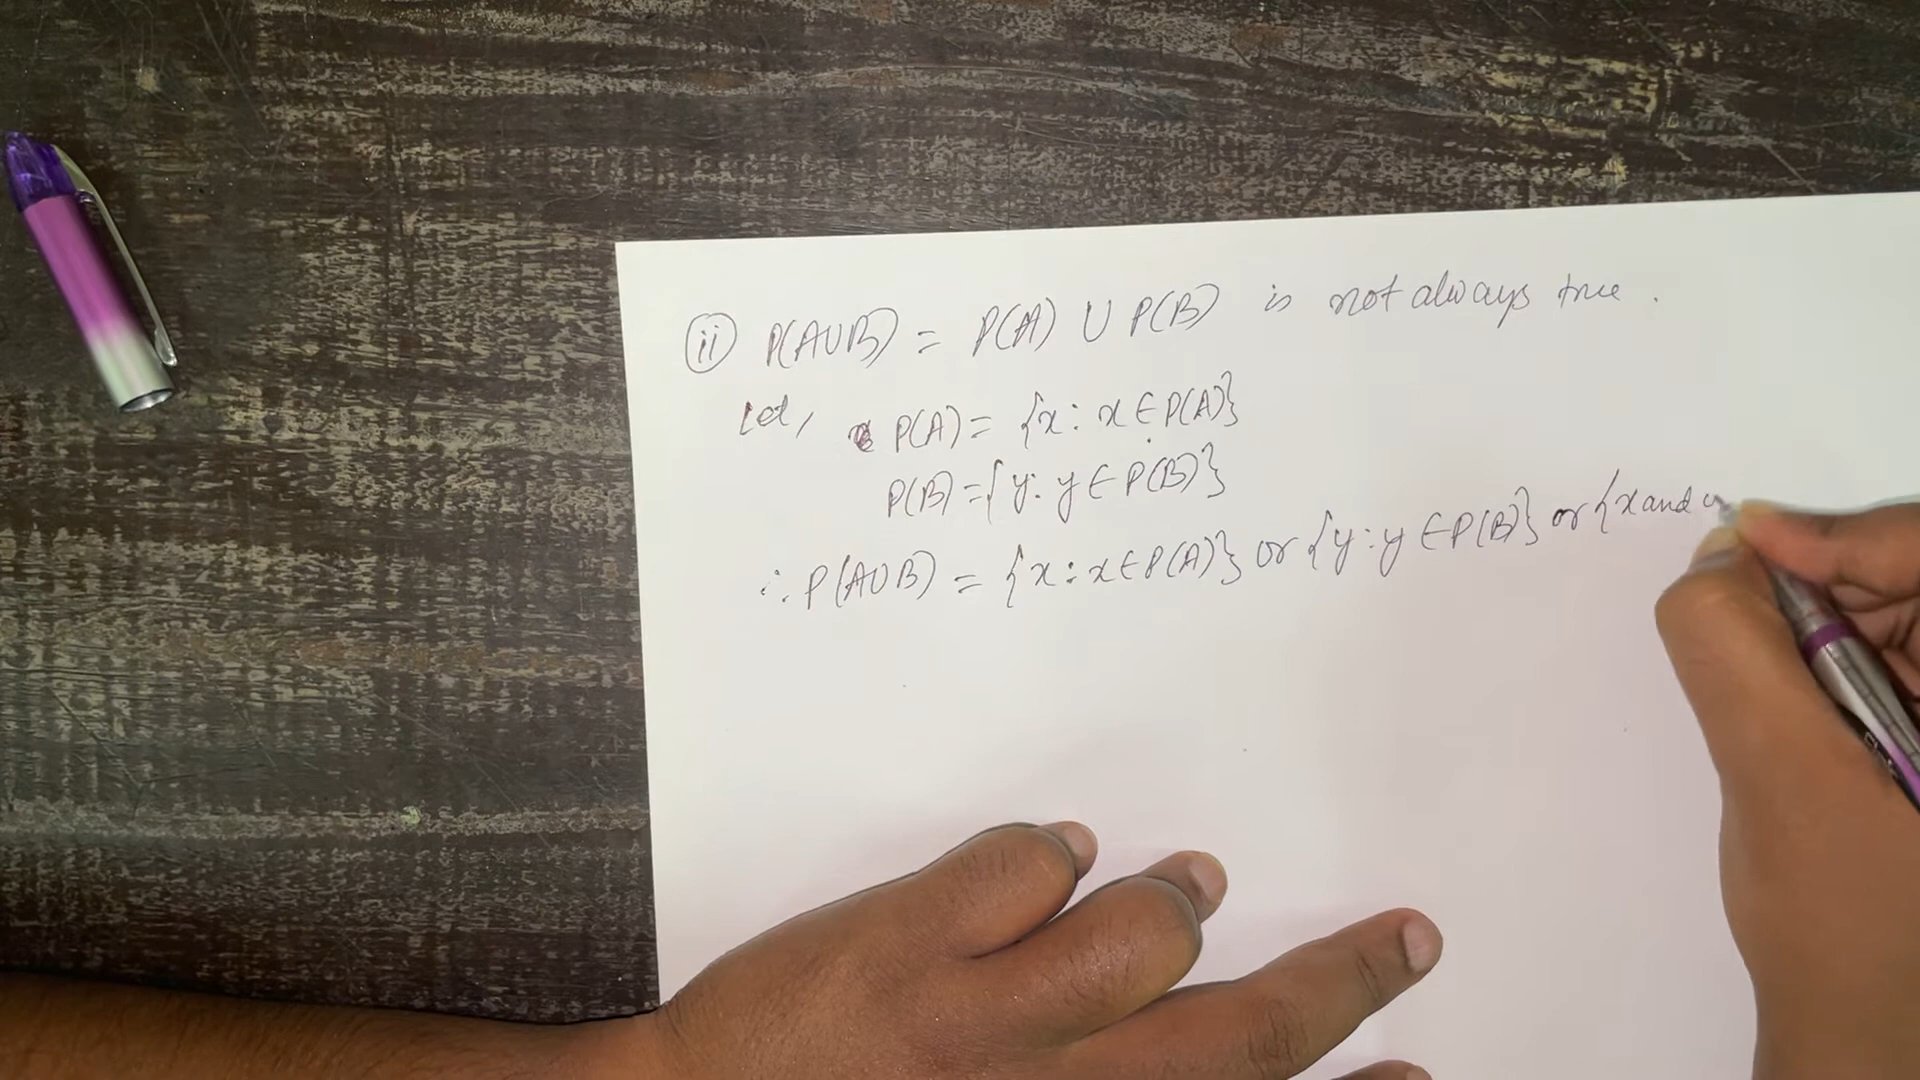 ii P(A∪B) = P(A) ∪ P(B) is not always true.
Let, P(A) = {x: x∈P(A)}
P(B) = {y: y∈P(B)}
∴ P(A∪B) = {x: x∈P(A)} or {y: y∈P(B)} or {x and